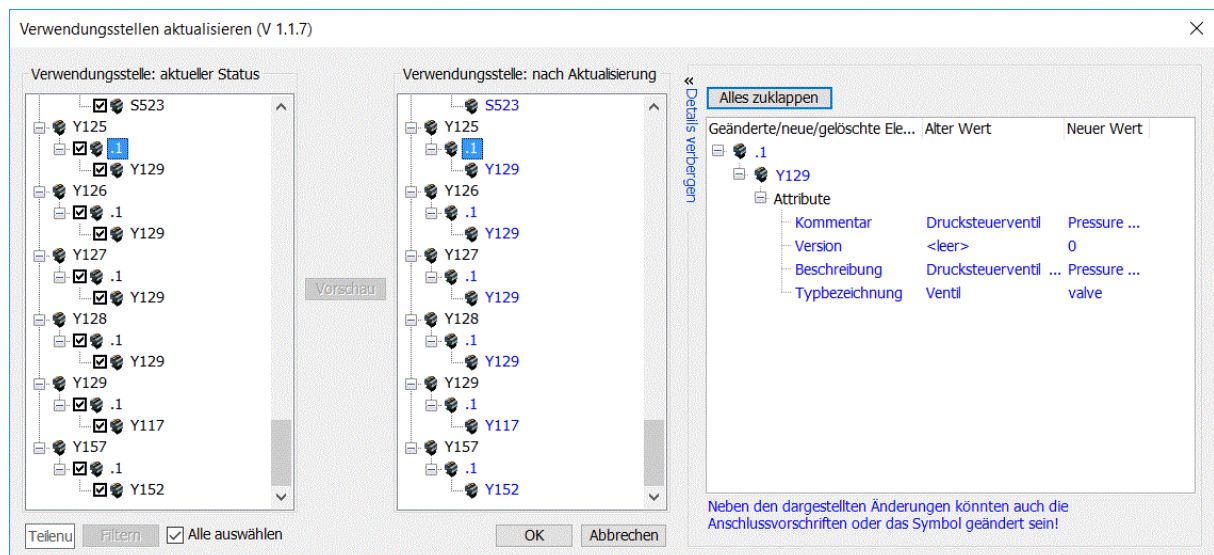 Verwendungsstellen aktualisieren (V 1.1.7)
Verwendungsstelle: aktueller Status
S523
Y125
.1
Y129
Y126
.1
Y129
Y127
.1
Y129
Y128
.1
Y129
Y129
.1
Y117
Y157
.1
Y152
Teilenu
Filtern
Alle auswählen
Vorschau
Verwendungsstelle: nach Aktualisierung
S523
Y125
.1
Y129
Y126
.1
Y129
Y127
.1
Y129
Y128
.1
Y129
Y129
.1
Y117
Y157
.1
Y152
OK
Abbrechen
« Details verbergen
Alles zuklappen
Geänderte/neue/gelöschte Ele... Alter Wert Neuer Wert
.1
Y129
Attribute
Kommentar Drucksteuerventil Pressure ...
Version <leer> 0
Beschreibung Drucksteuerventil ... Pressure ...
Typbezeichnung Ventil valve
Neben den dargestellten Änderungen könnten auch die
Anschlussvorschriften oder das Symbol geändert sein!